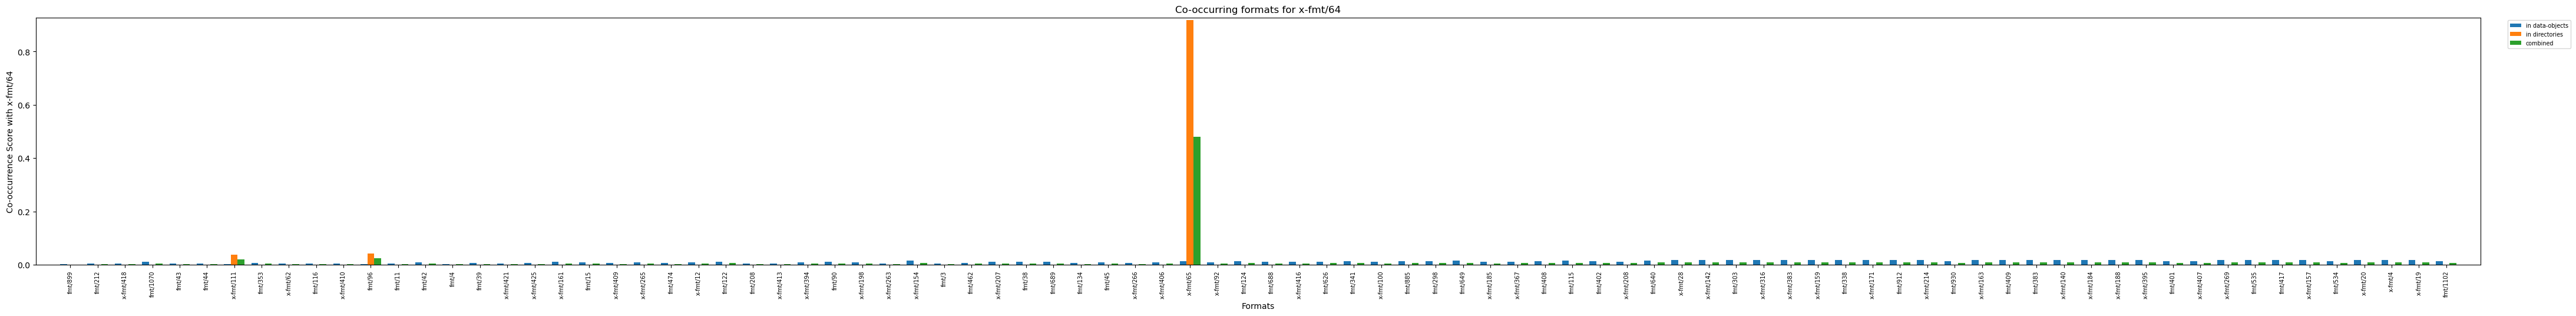 Co-occurring formats for x-fmt/64
in data-objects
in directories
combined
Co-occurrence Score with x-fmt/64
0.8
0.6
0.4
0.2
0.0
fmt/899
fmt/212
x-fmt/418
fmt/1070
fmt/43
fmt/44
x-fmt/111
fmt/353
x-fmt/62
fmt/116
x-fmt/410
fmt/96
fmt/11
fmt/42
fmt/4
fmt/39
x-fmt/421
x-fmt/425
x-fmt/161
fmt/15
x-fmt/409
x-fmt/265
fmt/474
x-fmt/12
x-fmt/122
fmt/208
x-fmt/413
x-fmt/394
fmt/90
x-fmt/198
x-fmt/263
x-fmt/154
fmt/3
fmt/462
x-fmt/207
fmt/38
fmt/689
fmt/134
fmt/45
x-fmt/266
x-fmt/406
x-fmt/65
x-fmt/92
fmt/124
fmt/688
x-fmt/416
fmt/626
fmt/341
x-fmt/100
fmt/885
fmt/298
fmt/649
x-fmt/185
x-fmt/367
fmt/408
fmt/115
fmt/402
x-fmt/208
fmt/640
x-fmt/28
x-fmt/142
fmt/303
x-fmt/316
x-fmt/383
x-fmt/159
fmt/338
x-fmt/171
fmt/912
x-fmt/214
fmt/930
x-fmt/163
fmt/409
fmt/383
x-fmt/140
x-fmt/184
x-fmt/188
x-fmt/395
fmt/401
x-fmt/407
x-fmt/269
fmt/535
fmt/417
x-fmt/157
fmt/534
x-fmt/20
x-fmt/4
x-fmt/19
fmt/1102
Formats